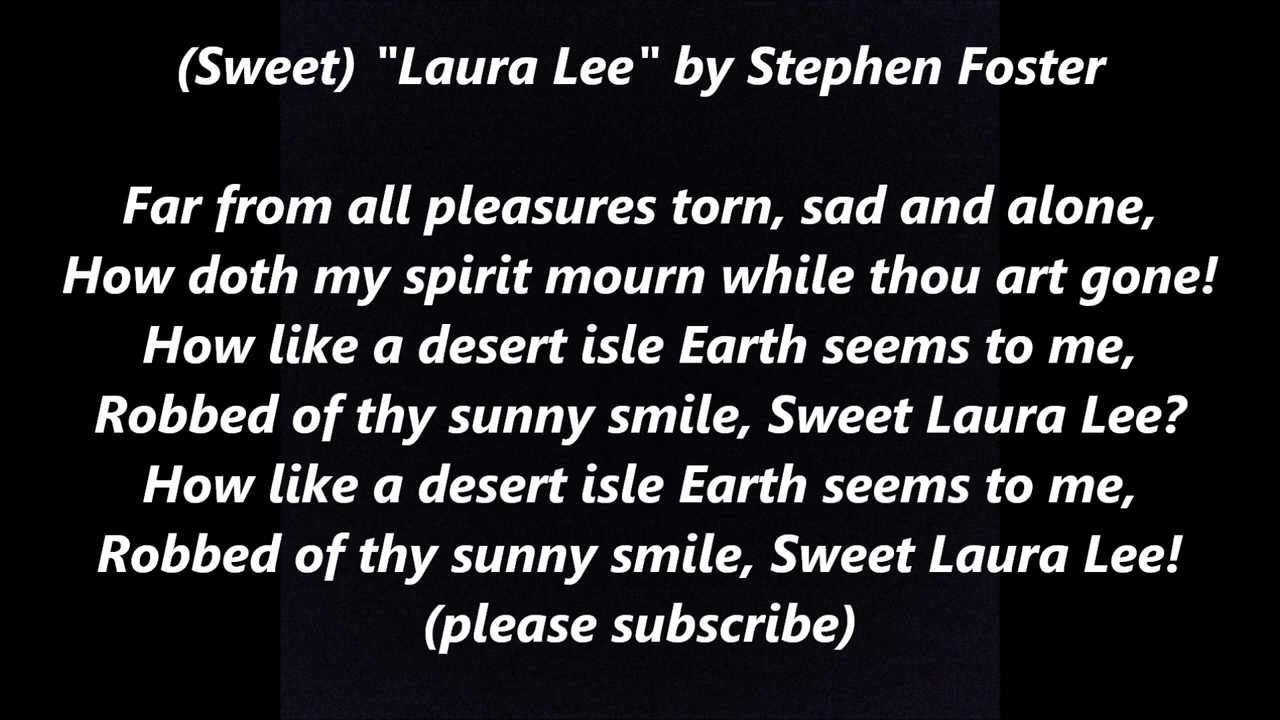 (Sweet) "Laura Lee" by Stephen Foster
Far from all pleasures torn, sad and alone,
How doth my spirit mourn while thou art gone!
How like a desert isle Earth seems to me,
Robbed of thy sunny smile, Sweet Laura Lee?
How like a desert isle Earth seems to me,
Robbed of thy sunny smile, Sweet Laura Lee!
(please subscribe)